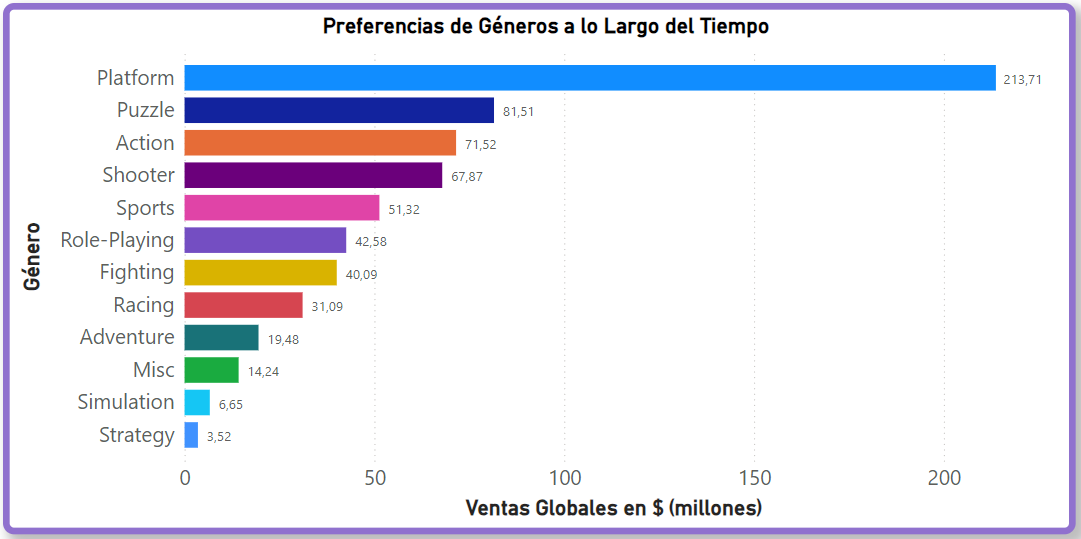 Preferencias de Géneros a lo Largo del Tiempo
Platform 213,71
Puzzle 81,51
Action 71,52
Shooter 67,87
Sports 51,32
Role-Playing 42,58
Fighting 40,09
Racing 31,09
Adventure 19,48
Misc 14,24
Simulation 6,65
Strategy 3,52
Género
0 50 100 150 200
Ventas Globales en $ (millones)